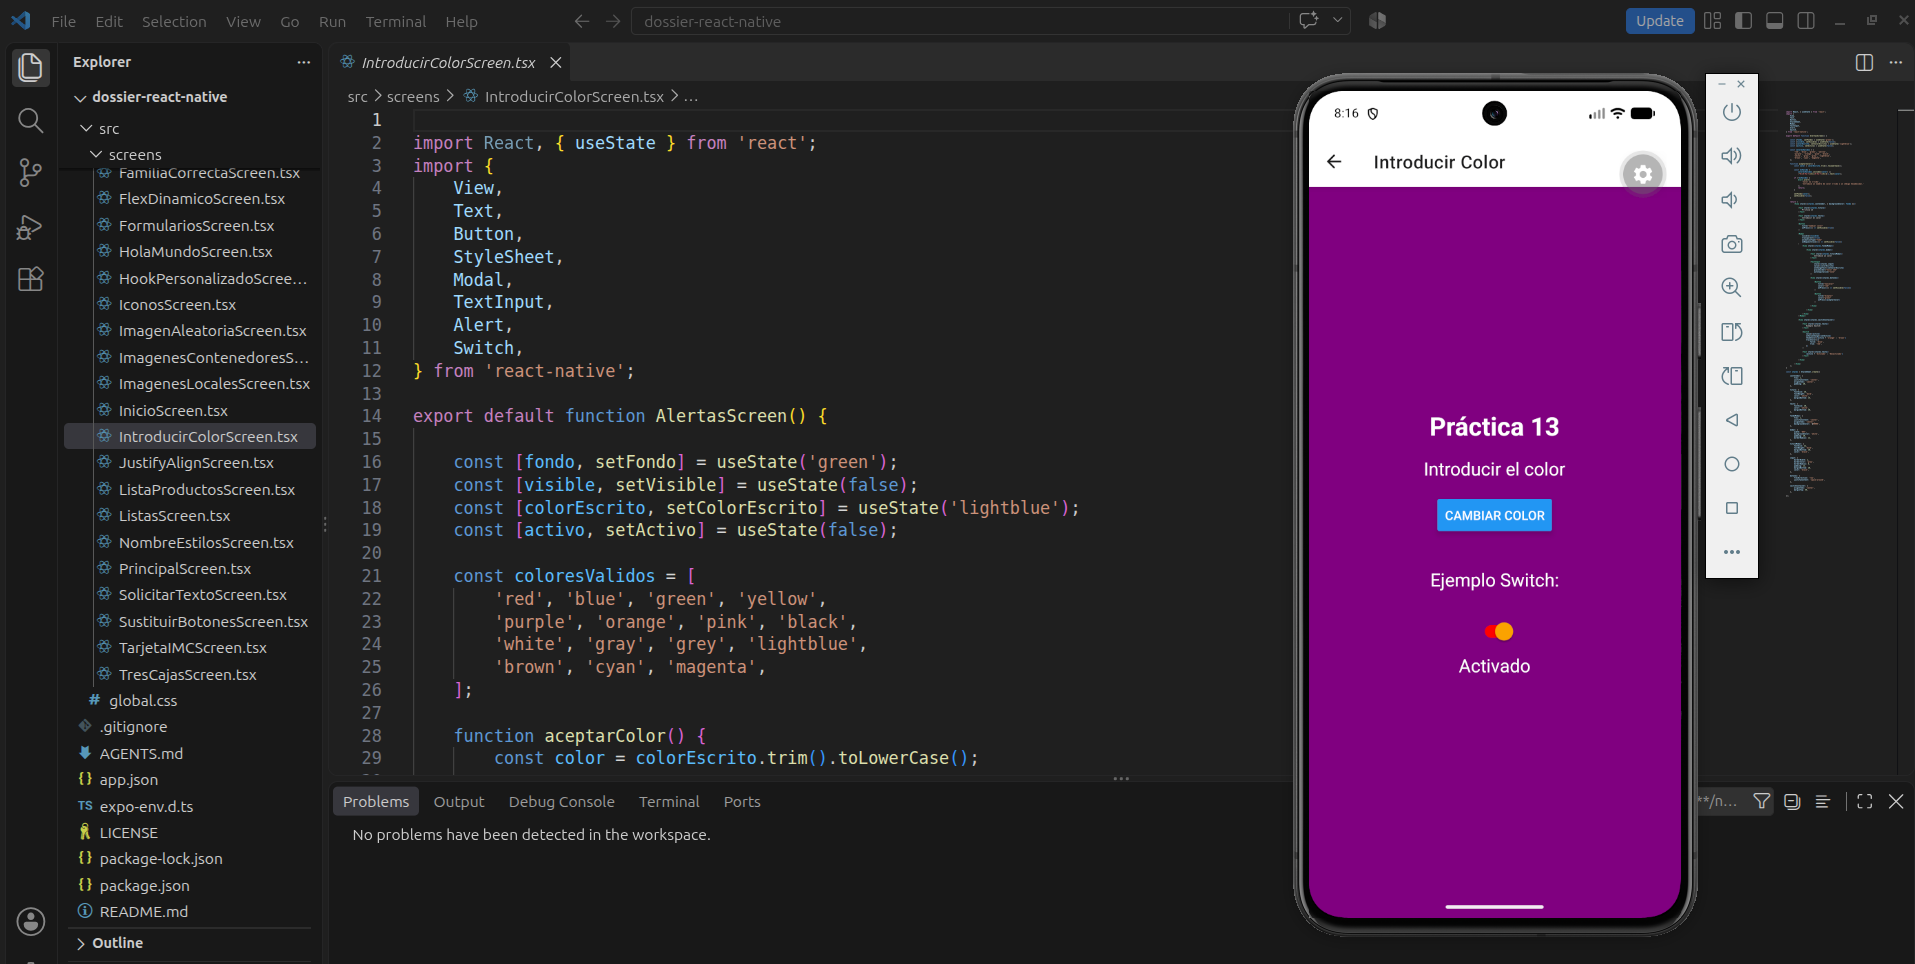 File Edit Selection View Go Run Terminal Help
dossier-react-native
Update
Explorer
dossier-react-native
src
screens
FamiliaCorrectaScreen.tsx
FlexDinamicoScreen.tsx
FormulariosScreen.tsx
HolaMundoScreen.tsx
HookPersonalizadoScree...
IconosScreen.tsx
ImagenAleatoriaScreen.tsx
ImagenesContenedoresS...
ImagenesLocalesScreen.tsx
InicioScreen.tsx
IntroducirColorScreen.tsx
JustifyAlignScreen.tsx
ListaProductosScreen.tsx
ListasScreen.tsx
NombreEstilosScreen.tsx
PrincipalScreen.tsx
SolicitarTextoScreen.tsx
SustituirBotonesScreen.tsx
TarjetaIMCScreen.tsx
TresCajasScreen.tsx
# global.css
.gitignore
AGENTS.md
{} app.json
TS expo-env.d.ts
LICENSE
{} package-lock.json
{} package.json
README.md
Outline
IntroducirColorScreen.tsx
src > screens > IntroducirColorScreen.tsx > ...
1
2 import React, { useState } from 'react';
3 import {
4 View,
5 Text,
6 Button,
7 StyleSheet,
8 Modal,
9 TextInput,
10 Alert,
11 Switch,
12 } from 'react-native';
13
14 export default function AlertasScreen() {
15
16 const [fondo, setFondo] = useState('green');
17 const [visible, setVisible] = useState(false);
18 const [colorEscrito, setColorEscrito] = useState('lightblue');
19 const [activo, setActivo] = useState(false);
20
21 const coloresValidos = [
22 'red', 'blue', 'green', 'yellow',
23 'purple', 'orange', 'pink', 'black',
24 'white', 'gray', 'grey', 'lightblue',
25 'brown', 'cyan', 'magenta',
26 ];
27
28 function aceptarColor() {
29 const color = colorEscrito.trim().toLowerCase();
Problems Output Debug Console Terminal Ports
**/n...
No problems have been detected in the workspace.
8:16
Introducir Color
Práctica 13
Introducir el color
CAMBIAR COLOR
Ejemplo Switch:
Activado